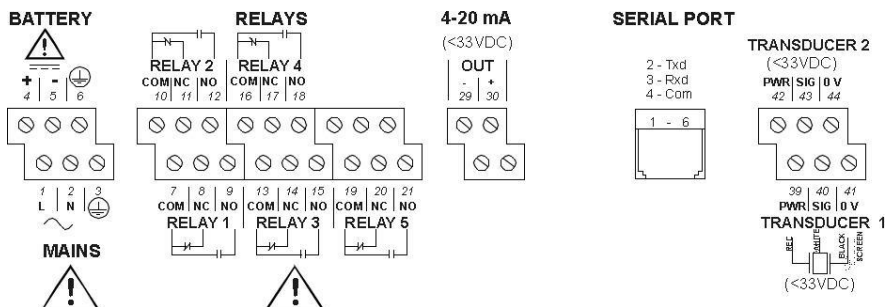 BATTERY
+ - 
4 5 6
1 2 3
L N
MAINS
RELAYS
RELAY 2 RELAY 4
COM NC NO COM NC NO
10 11 12 16 17 18
7 8 9 13 14 15 19 20 21
COM NC NO COM NC NO COM NC NO
RELAY 1 RELAY 3 RELAY 5
4-20 mA
(<33VDC)
OUT
- +
29 30
SERIAL PORT
2 - Txd
3 - Rxd
4 - Com
1 - 6
TRANSDUCER 2
(<33VDC)
PWR SIG 0 V
42 43 44
39 40 41
PWR SIG 0 V
TRANSDUCER 1
WHITE
BLACK
SCREEN
(<33VDC)